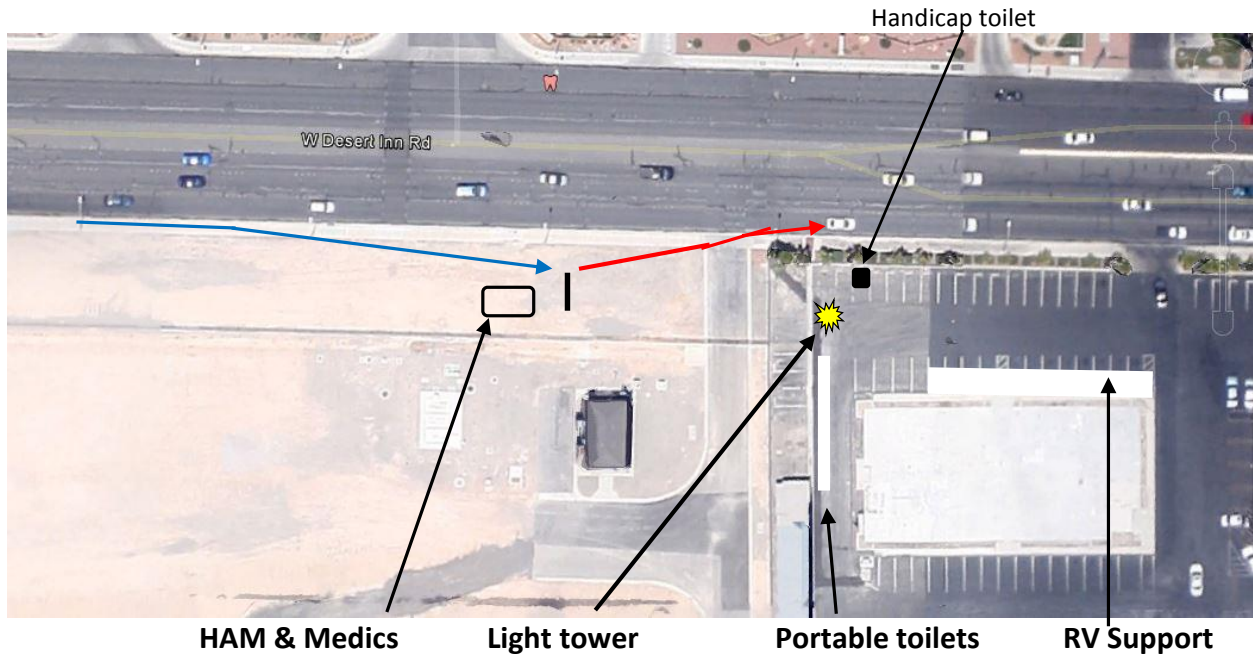 Handicap toilet
W Desert Inn Rd
HAM & Medics
Light tower
Portable toilets
RV Support